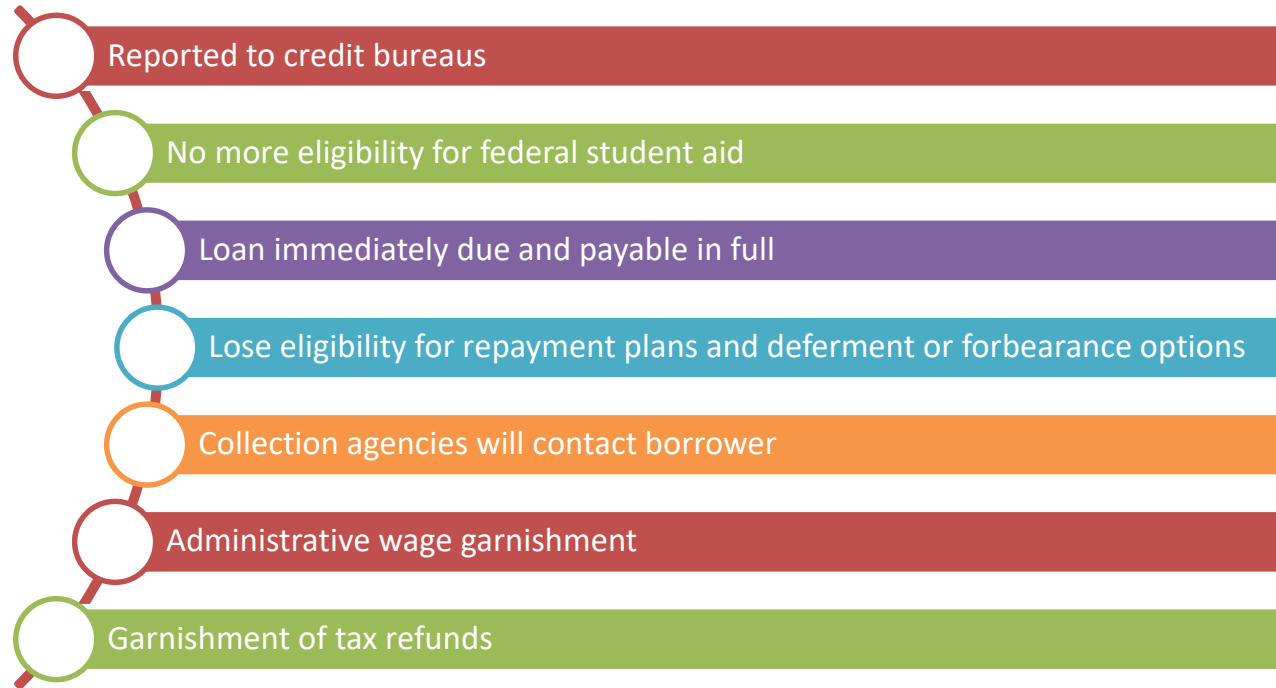 Reported to credit bureaus
No more eligibility for federal student aid
Loan immediately due and payable in full
Lose eligibility for repayment plans and deferment or forbearance options
Collection agencies will contact borrower
Administrative wage garnishment
Garnishment of tax refunds